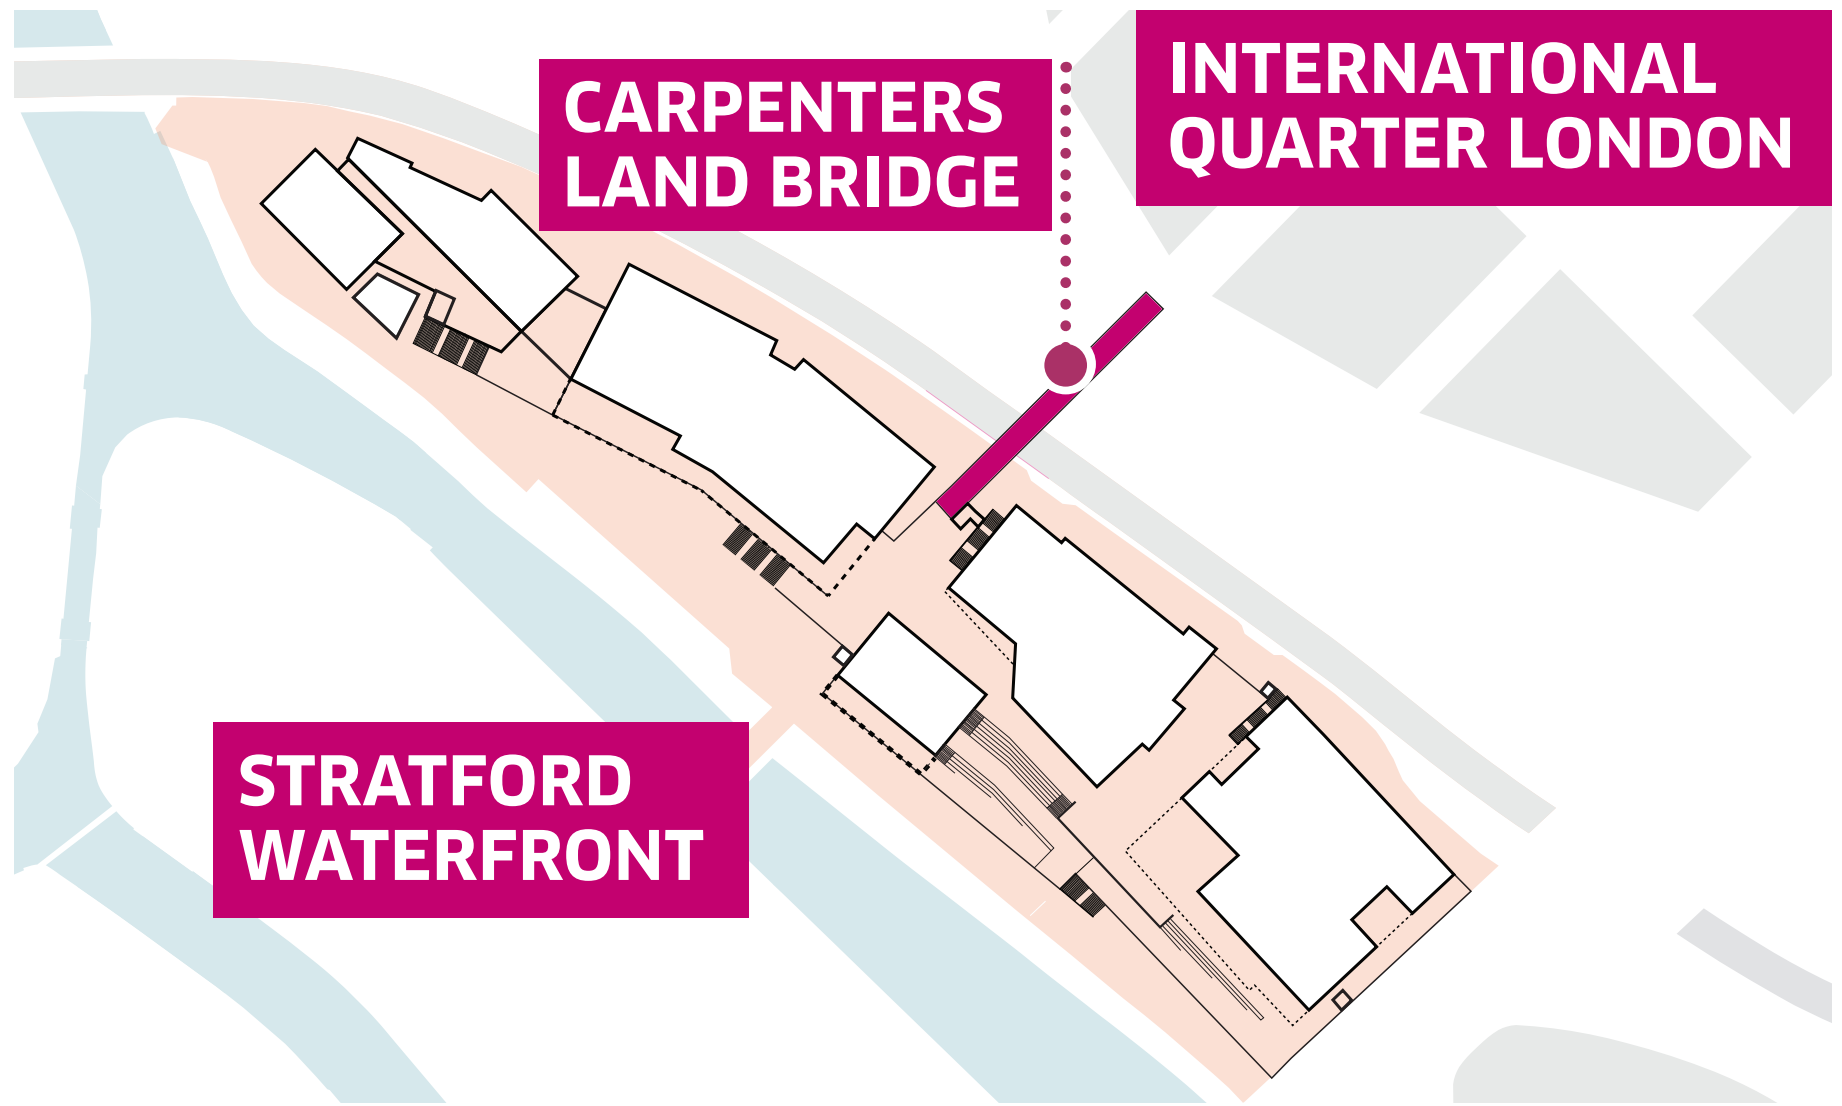 CARPENTERS
LAND BRIDGE
INTERNATIONAL
QUARTER LONDON
STRATFORD
WATERFRONT